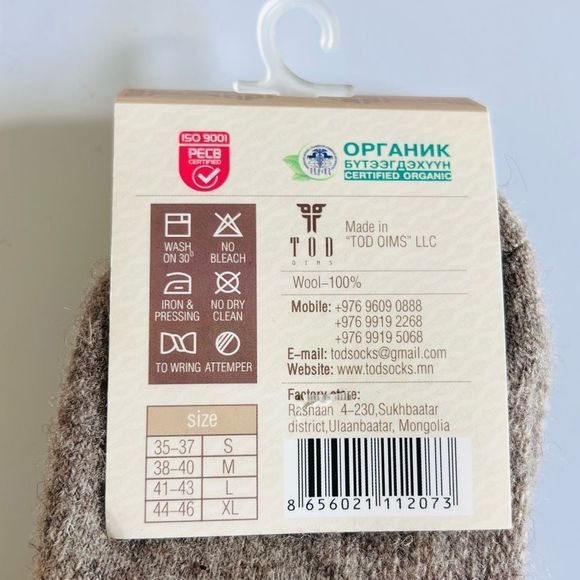 ISO 9001
PECB
CERTIFIED
ОРГАНИК
БҮТЭЭГДЭХҮҮН
CERTIFIED ORGANIC
WASH ON 30°
NO BLEACH
IRON & PRESSING
NO DRY CLEAN
TO WRING
ATTEMPER
TOD
OIMS
Made in
"TOD OIMS" LLC
Wool-100%
Mobile: +976 9609 0888
+976 9919 2268
+976 9919 5068
E-mail: todsocks@gmail.com
Website: www.todsocks.mn
Factory store:
Rasnaan 4-230,Sukhbaatar
district,Ulaanbaatar, Mongolia
size
35-37 S
38-40 M
41-43 L
44-46 XL
8 656021 112073